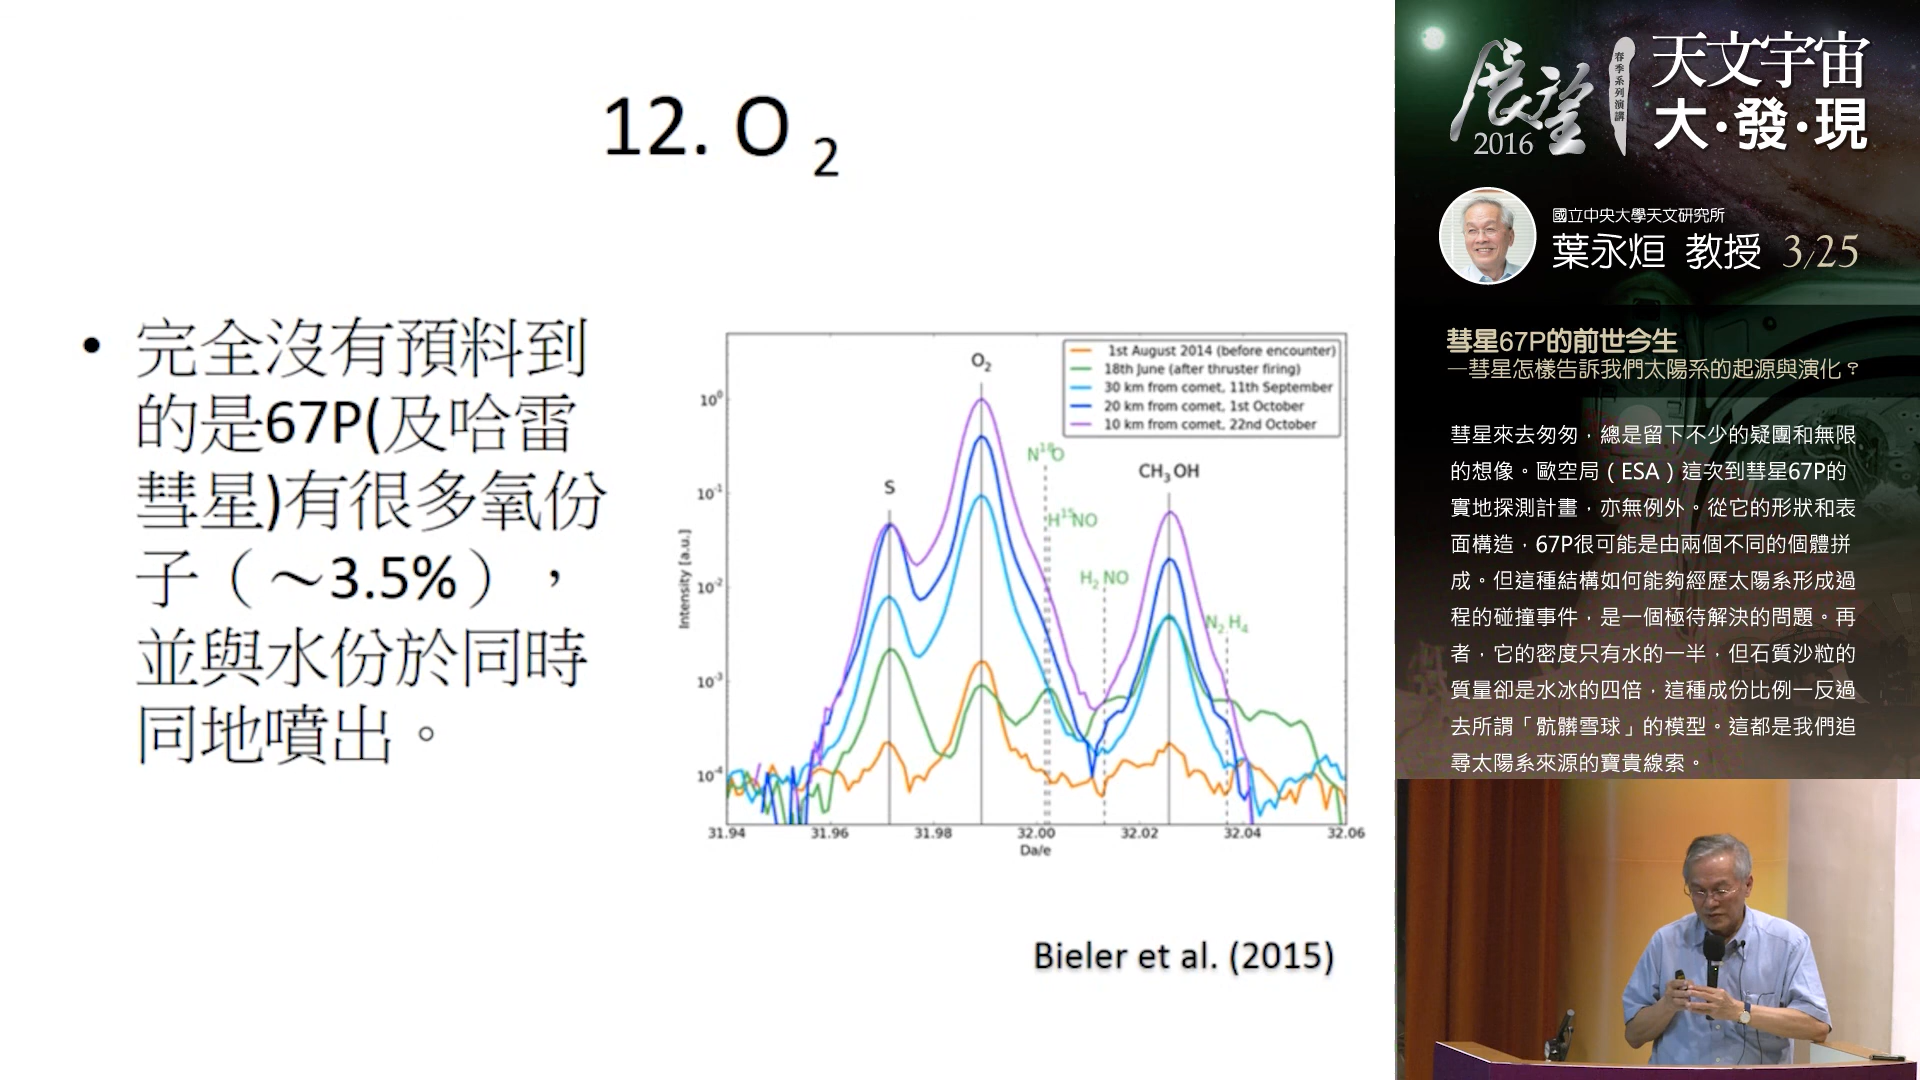 12. O 2
• 完全沒有預料到
的是67P(及哈雷
彗星)有很多氧份
子（～3.5%），
並與水份於同時
同地噴出。
1st August 2014 (before encounter)
18th June (after thruster firing)
30 km from comet, 11th September
20 km from comet, 1st October
10 km from comet, 22nd October
O2
S
N18O
H15NO
CH3OH
H2NO
N2H4
Intensity [a.u.]
10^0
10^-1
10^-2
10^-3
10^-4
31.94 31.96 31.98 32.00 32.02 32.04 32.06
Da/e
Bieler et al. (2015)
展望
2016
春季系列演講
天文宇宙
大·發·現
國立中央大學天文研究所
葉永烜 教授 3/25
彗星67P的前世今生
—彗星怎樣告訴我們太陽系的起源與演化？
彗星來去匆匆，總是留下不少的疑團和無限
的想像。歐空局（ESA）這次到彗星67P的
實地探測計畫，亦無例外。從它的形狀和表
面構造，67P很可能是由兩個不同的個體拼
成。但這種結構如何能夠經歷太陽系形成過
程的碰撞事件，是一個極待解決的問題。再
者，它的密度只有水的一半，但石質沙粒的
質量卻是水冰的四倍，這種成份比例一反過
去所謂「骯髒雪球」的模型。這都是我們追
尋太陽系來源的寶貴線索。